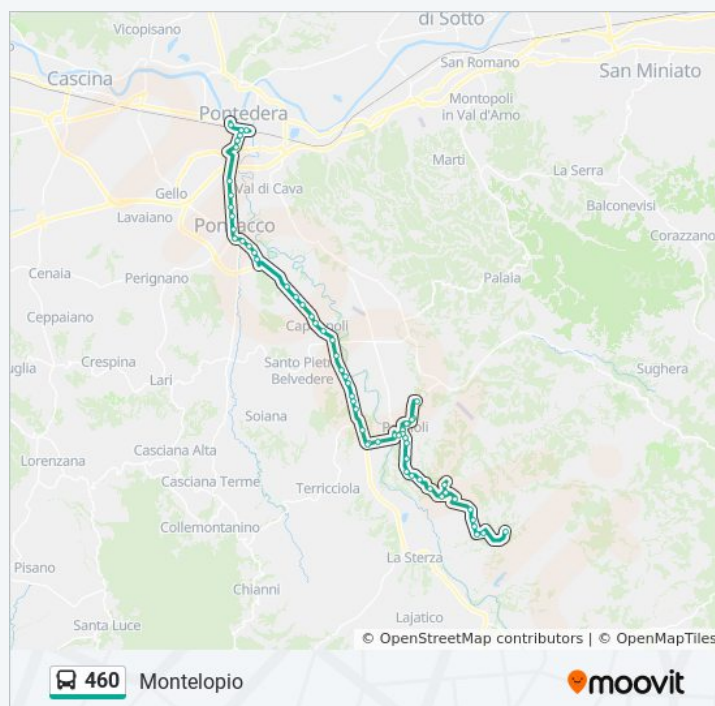 di Sotto
Vicopisano
San Romano
Cascina
San Miniato
Pontedera
Montopoli
in Val d'Arno
Marti
La Serra
Gello
Val di Cava
Balconevisi
Lavaiano
Corazzano
Cenaia
Perignano
Palaia
Ceppaiano
Crespina
Santo Pietro
Belvedere
Sughera
Lari
Soiana
Casciana Alta
Lorenzana
Casciana Terme
Terricciola
Collemontanino
La Sterza
Pisano
Chianni
Santa Luce
Lajatico
© OpenStreetMap contributors | © OpenMapTiles
460 Montelopio
moovit